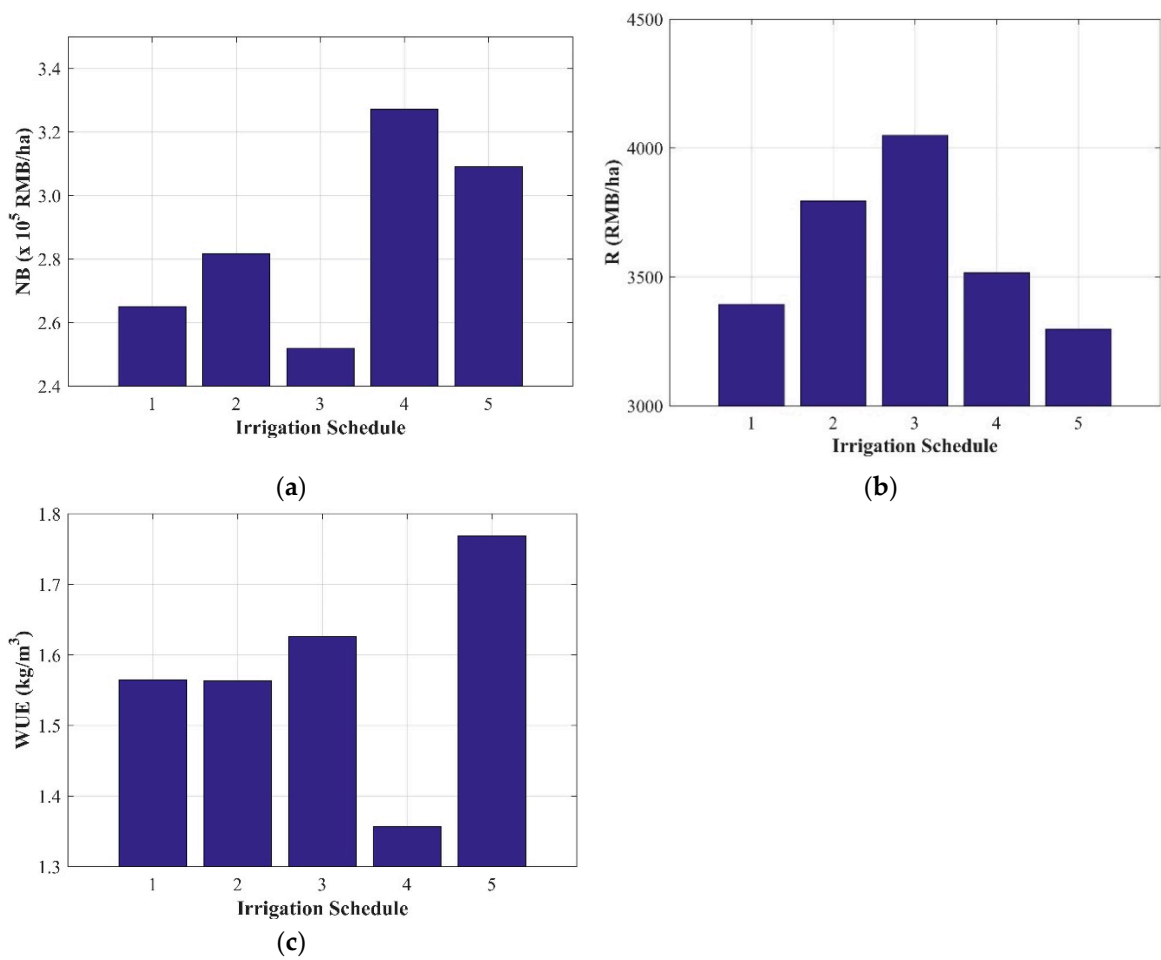 3.4
3.2
3.0
2.8
2.6
2.4
NB (x 10⁵ RMB/ha)
1 2 3 4 5
Irrigation Schedule
(a)
4500
4000
3500
3000
R (RMB/ha)
1 2 3 4 5
Irrigation Schedule
(b)
1.8
1.7
1.6
1.5
1.4
1.3
WUE (kg/m³)
1 2 3 4 5
Irrigation Schedule
(c)